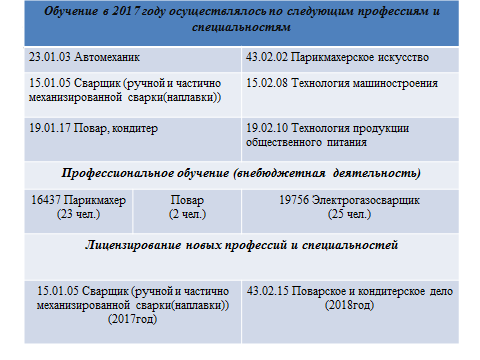 Обучение в 2017 году осуществлялось по следующим профессиям и
специальностям
23.01.03 Автомеханик
43.02.02 Парикмахерское искусство
15.01.05 Сварщик (ручной и частично
механизированной сварки(наплавки))
15.02.08 Технология машиностроения
19.01.17 Повар, кондитер
19.02.10 Технология продукции
общественного питания
Профессиональное обучение (внебюджетная деятельность)
16437 Парикмахер
(23 чел.)
Повар
(2 чел.)
19756 Электрогазосварщик
(25 чел.)
Лицензирование новых профессий и специальностей
15.01.05 Сварщик (ручной и частично
механизированной сварки(наплавки))
(2017год)
43.02.15 Поварское и кондитерское дело
(2018год)